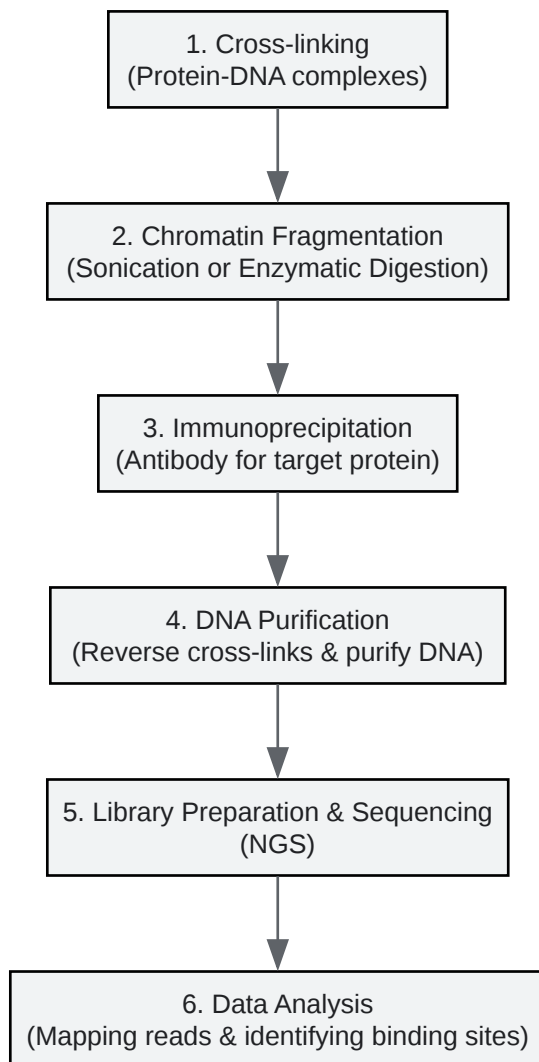 1. Cross-linking
(Protein-DNA complexes)
2. Chromatin Fragmentation
(Sonication or Enzymatic Digestion)
3. Immunoprecipitation
(Antibody for target protein)
4. DNA Purification
(Reverse cross-links & purify DNA)
5. Library Preparation & Sequencing
(NGS)
6. Data Analysis
(Mapping reads & identifying binding sites)